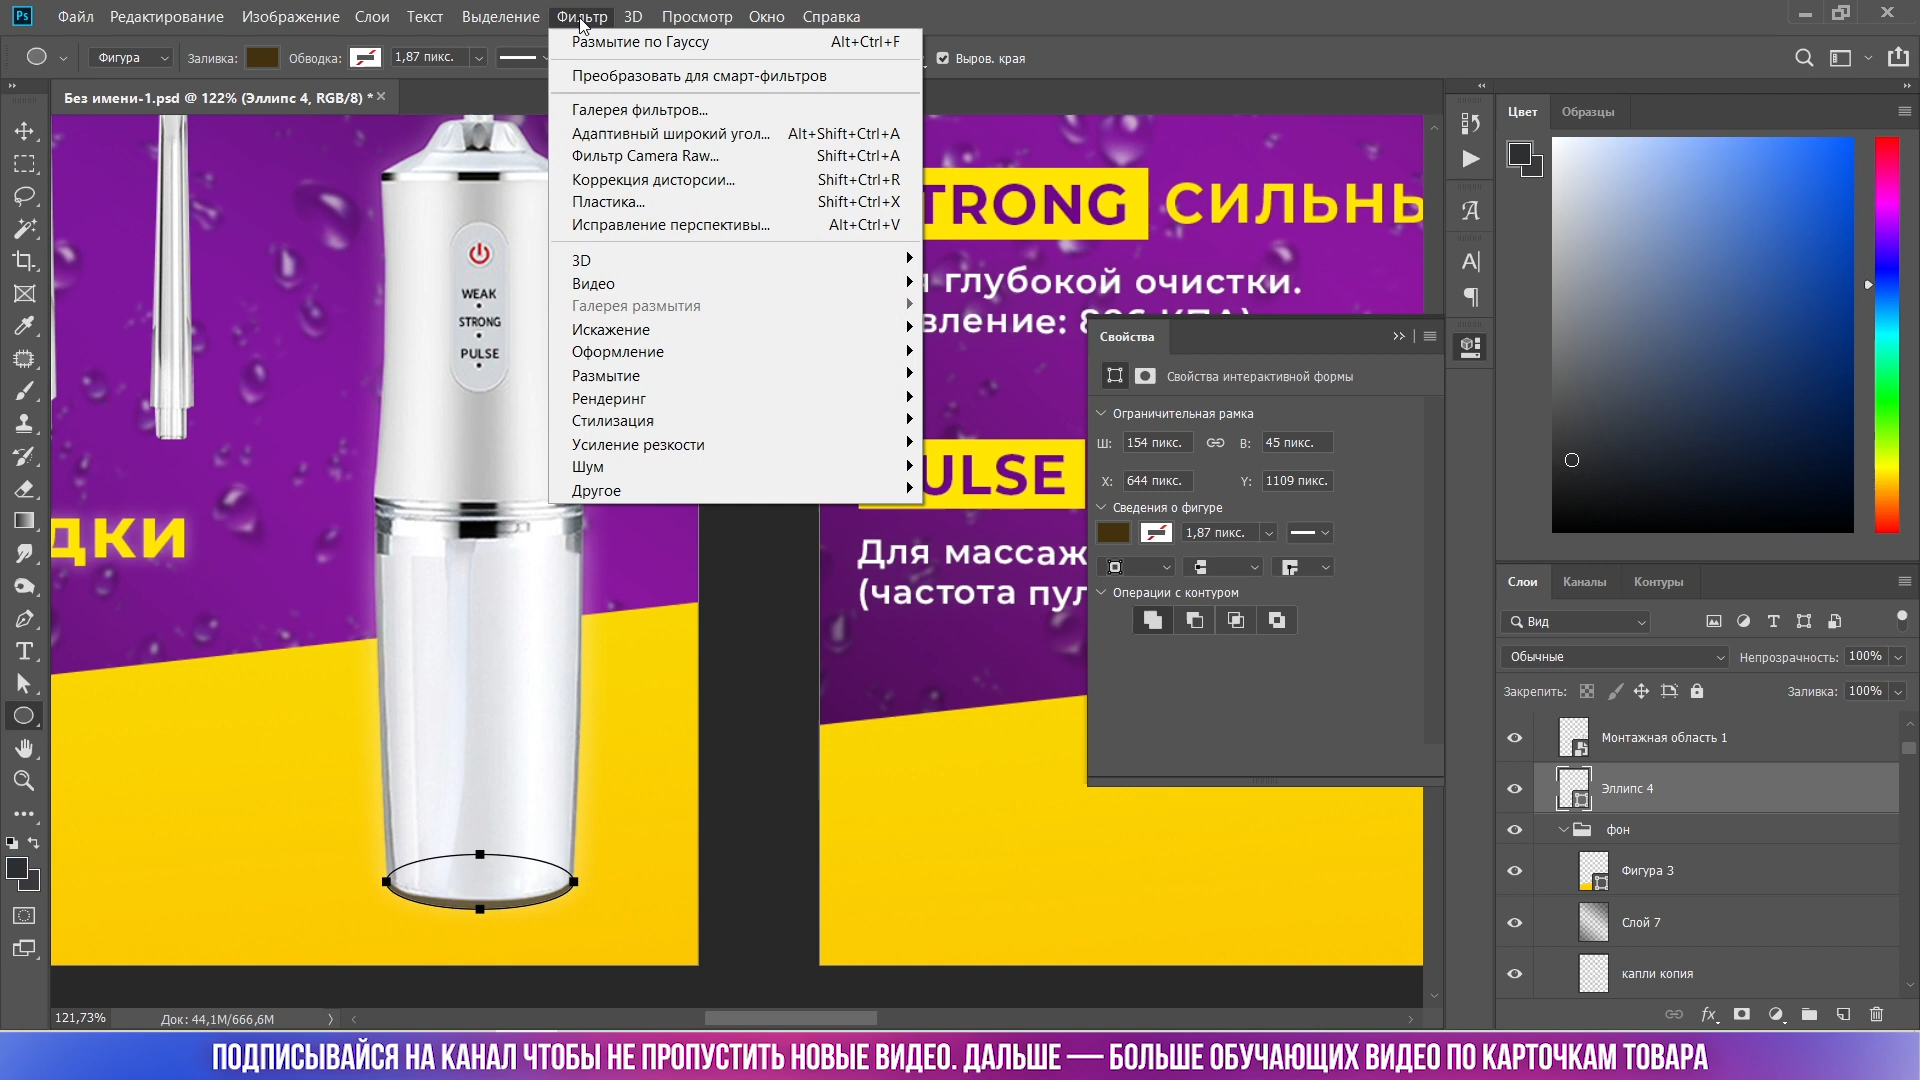 Ps
Файл Редактирование Изображение Слои Текст Выделение Фильтр 3D Просмотр Окно Справка
Фигура Заливка: Обводка: 1,87 пикс. Выров. края
Без имени-1.psd @ 122% (Эллипс 4, RGB/8) *
Размытие по Гауссу Alt+Ctrl+F
Преобразовать для смарт-фильтров
Галерея фильтров...
Адаптивный широкий угол... Alt+Shift+Ctrl+A
Фильтр Camera Raw... Shift+Ctrl+A
Коррекция дисторсии... Shift+Ctrl+R
Пластика... Shift+Ctrl+X
Исправление перспективы... Alt+Ctrl+V
3D
Видео
Галерея размытия
Искажение
Оформление
Размытие
Рендеринг
Стилизация
Усиление резкости
Шум
Другое
WEAK
STRONG
PULSE
дки
TRONG СИЛЬНЫ
глубокой очистки.
вление: 8
ULSE
Для массаж
(частота пул
Свойства
Свойства интерактивной формы
Ограничительная рамка
Ш: 154 пикс. В: 45 пикс.
X: 644 пикс. Y: 1109 пикс.
Сведения о фигуре
1,87 пикс.
Операции с контуром
Цвет Образцы
Слои Каналы Контуры
Вид
Обычные Непрозрачность: 100%
Закрепить: Заливка: 100%
Монтажная область 1
Эллипс 4
фон
Фигура 3
Слой 7
капли копия
121,73% Док: 44,1M/666,6M
ПОДПИСЫВАЙСЯ НА КАНАЛ ЧТОБЫ НЕ ПРОПУСТИТЬ НОВЫЕ ВИДЕО. ДАЛЬШЕ — БОЛЬШЕ ОБУЧАЮЩИХ ВИДЕО ПО КАРТОЧКАМ ТОВАРА